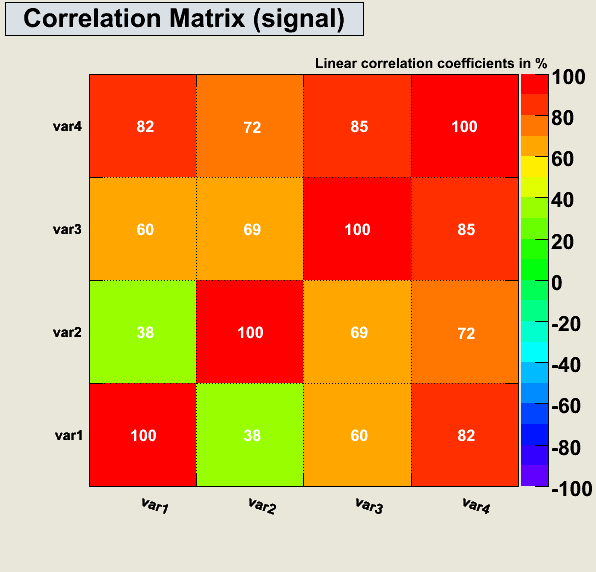 Correlation Matrix (signal)
Linear correlation coefficients in %
var4 82 72 85 100
var3 60 69 100 85
var2 38 100 69 72
var1 100 38 60 82
var1 var2 var3 var4
100
80
60
40
20
0
-20
-40
-60
-80
-100